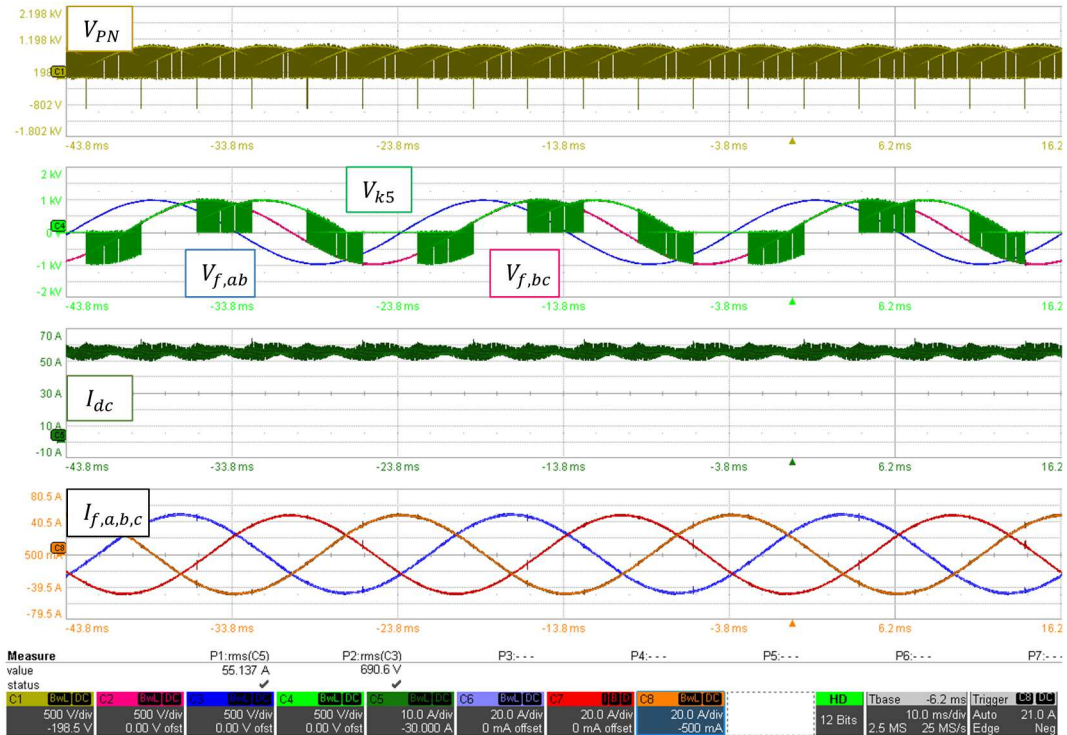 2.198 kV
V_PN
1.198 kV
C1
198
-802 V
-1.802 kV
-43.8 ms -33.8 ms -23.8 ms -13.8 ms -3.8 ms 6.2 ms 16.2
2 kV
V_k5
1 kV
C4
0
-1 kV
V_f,ab V_f,bc
-2 kV
-43.8 ms -33.8 ms -23.8 ms -13.8 ms -3.8 ms 6.2 ms 16.2
70 A
50 A
30 A
I_dc
10 A
-10 A
-43.8 ms -33.8 ms -23.8 ms -13.8 ms -3.8 ms 6.2 ms 16.2
80.5 A
I_f,a,b,c
40.5 A
C8
500 mA
-39.5 A
-79.5 A
-43.8 ms -33.8 ms -23.8 ms -13.8 ms -3.8 ms 6.2 ms 16.2
Measure P1:rms(C5) P2:rms(C3) P3:- - - P4:- - - P5:- - - P6:- - - P7:- - -
value 55.137 A 690.6 V
status
C1 BwL DC C2 BwL DC C3 BwL DC C4 BwL DC C5 BwL DC C6 BwL DC C7 C8 BwL DC HD Tbase -6.2 ms Trigger C8 DC
500 V/div 500 V/div 500 V/div 500 V/div 10.0 A/div 20.0 A/div 20.0 A/div 20.0 A/div 12 Bits 10.0 ms/div Auto 21.0 A
-198.5 V 0.00 V ofst 0.00 V ofst 0.00 V ofst -30.000 A 0 mA offset 0 mA offset -500 mA 2.5 MS 25 MS/s Edge Neg